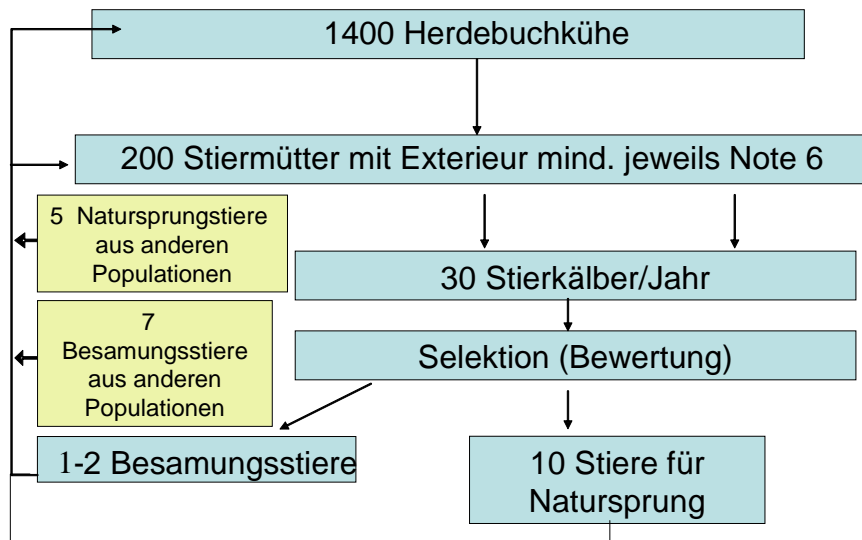 1400 Herdebuchkühe
200 Stiermütter mit Exterieur mind. jeweils Note 6
5 Natursprungstiere
aus anderen
Populationen
30 Stierkälber/Jahr
7
Besamungsstiere
aus anderen
Populationen
Selektion (Bewertung)
1-2 Besamungsstiere
10 Stiere für
Natursprung